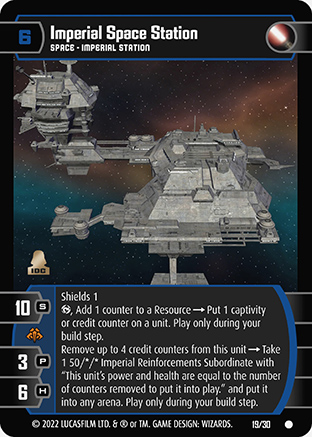 6
Imperial Space Station
SPACE - IMPERIAL STATION
IDC
10 S
3 P
6 H
Shields 1
, Add 1 counter to a Resource → Put 1 captivity
or credit counter on a unit. Play only during your
build step.
Remove up to 4 credit counters from this unit → Take
1 50/*/* Imperial Reinforcements Subordinate with
“This unit's power and health are equal to the number
of counters removed to put it into play.” and put it
into any arena. Play only during your build step.
© 2022 LUCASFILM LTD. & ® or TM. GAME DESIGN: WIZARDS.
19/30